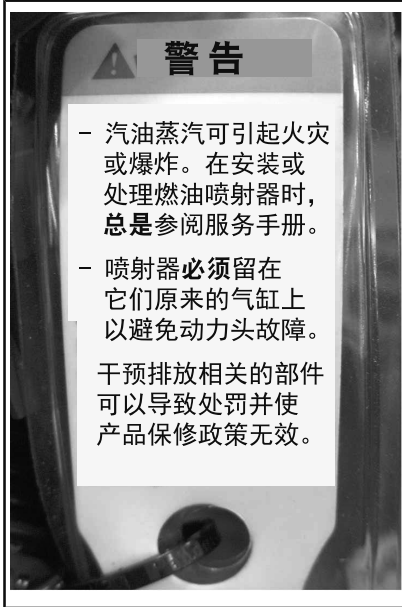 警告
- 汽油蒸汽可引起火灾
或爆炸。在安装或
处理燃油喷射器时，
总是参阅服务手册。
- 喷射器必须留在
它们原来的气缸上
以避免动力头故障。
干预排放相关的部件
可以导致处罚并使
产品保修政策无效。